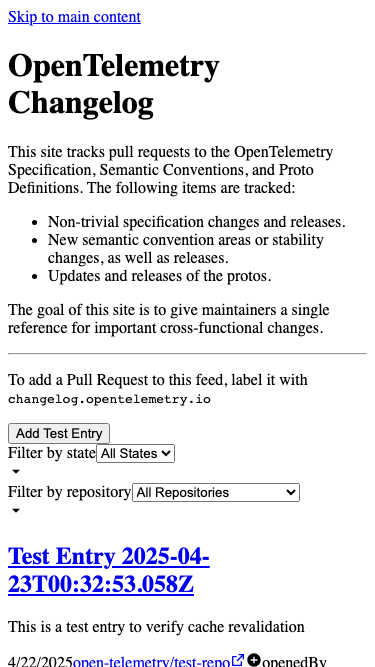 Skip to main content
OpenTelemetry
Changelog
This site tracks pull requests to the OpenTelemetry
Specification, Semantic Conventions, and Proto
Definitions. The following items are tracked:
• Non-trivial specification changes and releases.
• New semantic convention areas or stability
changes, as well as releases.
• Updates and releases of the protos.
The goal of this site is to give maintainers a single
reference for important cross-functional changes.
To add a Pull Request to this feed, label it with
changelog.opentelemetry.io
Add Test Entry
Filter by state All States
Filter by repository All Repositories
Test Entry 2025-04-
23T00:32:53.058Z
This is a test entry to verify cache revalidation
4/22/2025open-telemetry/test-repo openedBy